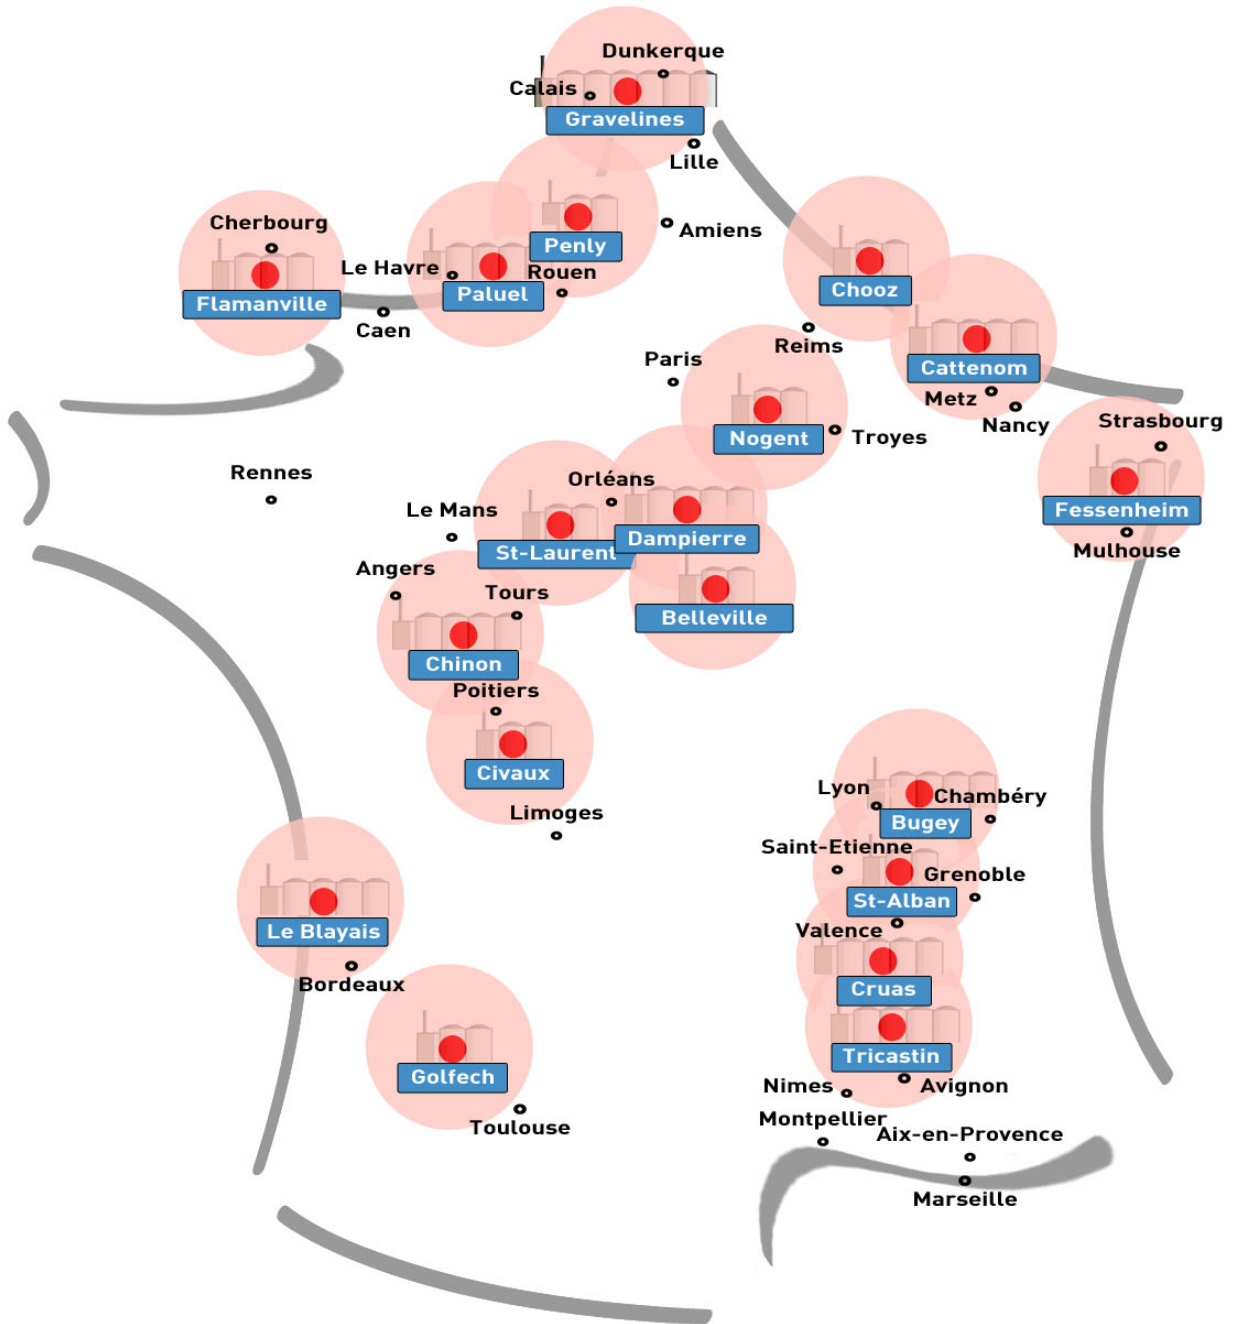 Dunkerque
Calais
Gravelines
Lille
Cherbourg
Amiens
Penly
Le Havre
Rouen
Chooz
Flamanville
Paluel
Caen
Reims
Paris
Cattenom
Metz
Nancy
Strasbourg
Nogent
Troyes
Rennes
Orléans
Le Mans
Fessenheim
Dampierre
St-Laurent
Mulhouse
Angers
Tours
Belleville
Chinon
Poitiers
Civaux
Lyon
Chambéry
Limoges
Bugey
Saint-Etienne
Grenoble
St-Alban
Le Blayais
Valence
Bordeaux
Cruas
Tricastin
Golfech
Nimes
Avignon
Montpellier
Toulouse
Aix-en-Provence
Marseille